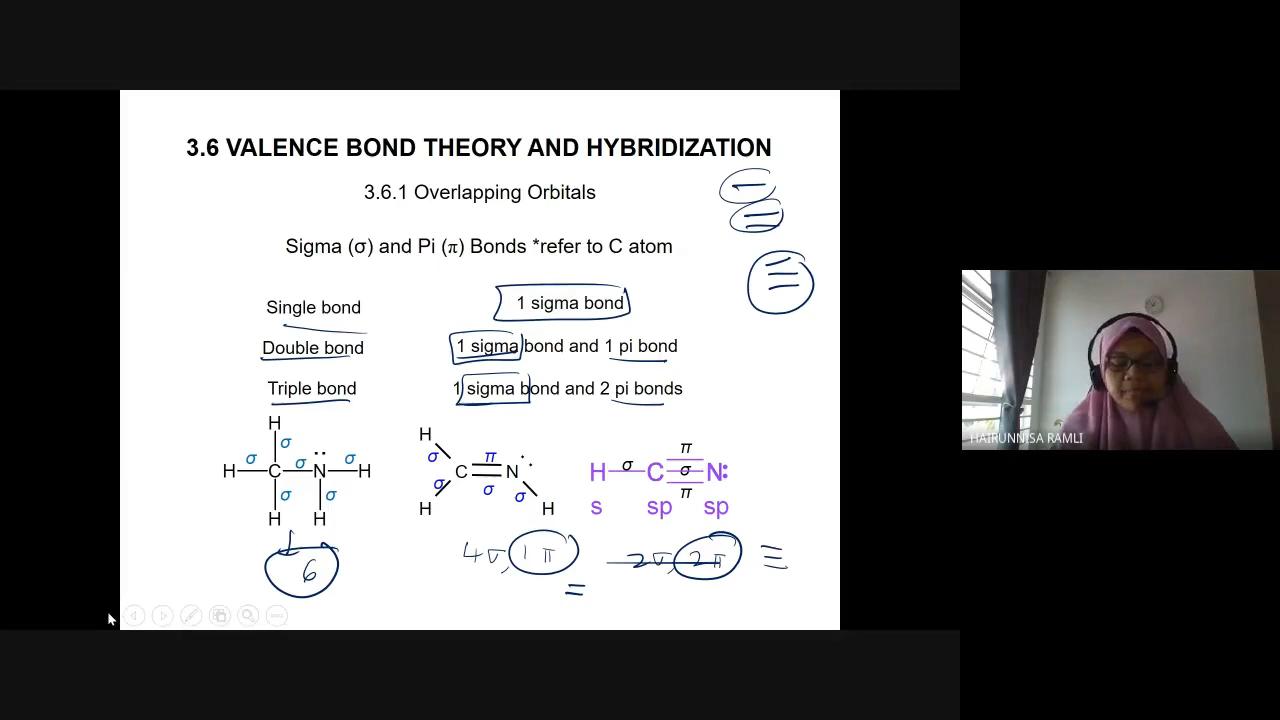 3.6 VALENCE BOND THEORY AND HYBRIDIZATION
3.6.1 Overlapping Orbitals
Sigma (σ) and Pi (π) Bonds *refer to C atom
Single bond 1 sigma bond
Double bond 1 sigma bond and 1 pi bond
Triple bond 1 sigma bond and 2 pi bonds
H
σ
H σ C σ N σ H
σ σ
H H
H
σ π
C N
σ σ σ
H H
π
H σ C σ N
π
s sp sp
6
4σ, 1 π
2σ, 2π
HAIRUNNISA RAMLI